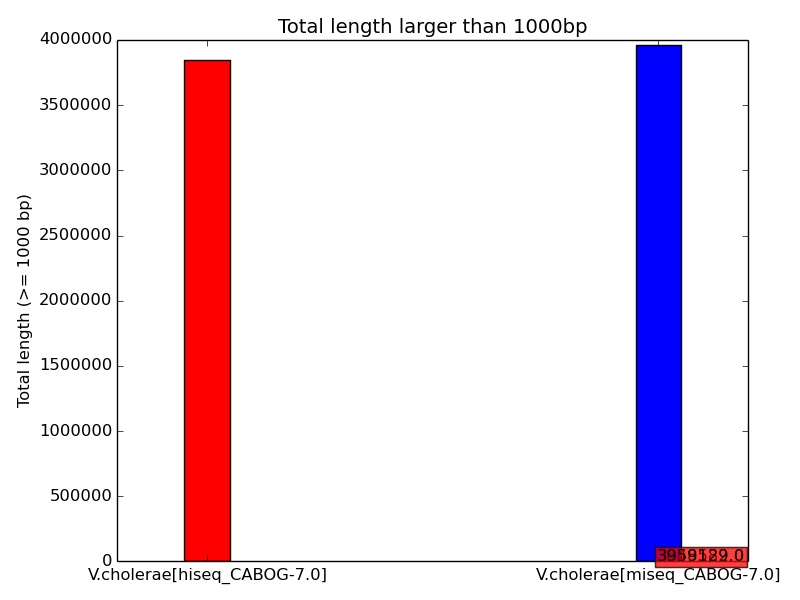 Total length larger than 1000bp
Total length (>= 1000 bp)
4000000
3500000
3000000
2500000
2000000
1500000
1000000
500000
0
V.cholerae[hiseq_CABOG-7.0]
V.cholerae[miseq_CABOG-7.0]